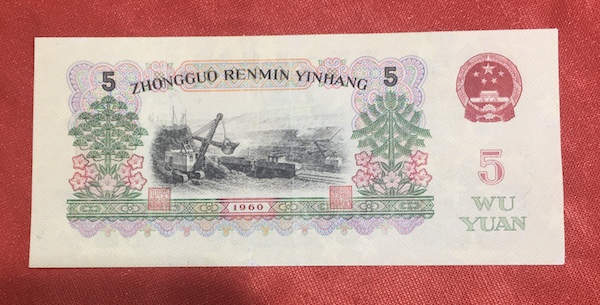 5 ZHONGGUO RENMIN YINHANG 5
1960
5
WU
YUAN